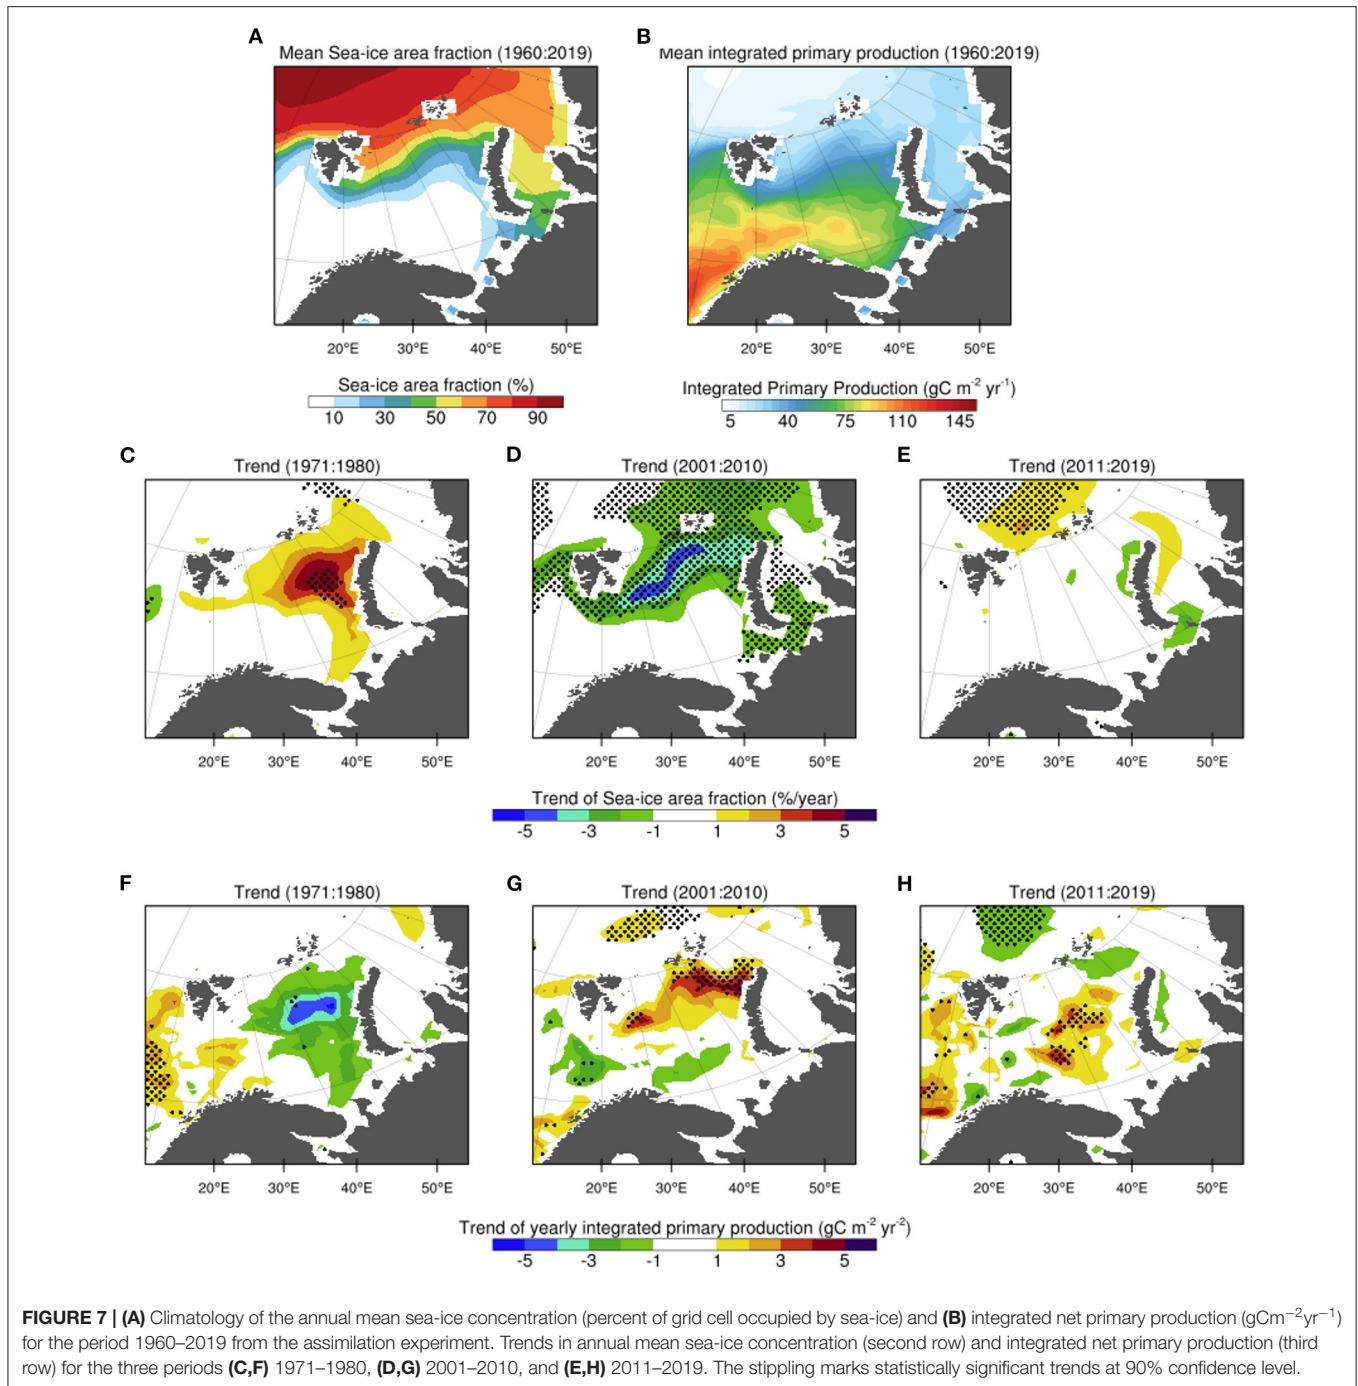 A
B
Mean Sea-ice area fraction (1960:2019)
Mean integrated primary production (1960:2019)
20°E 30°E 40°E 50°E
20°E 30°E 40°E 50°E
Sea-ice area fraction (%)
10 30 50 70 90
Integrated Primary Production (gC m-2 yr-1)
5 40 75 110 145
C
D
E
Trend (1971:1980)
Trend (2001:2010)
Trend (2011:2019)
20°E 30°E 40°E 50°E
20°E 30°E 40°E 50°E
20°E 30°E 40°E 50°E
Trend of Sea-ice area fraction (%/year)
-5 -3 -1 1 3 5
F
G
H
Trend (1971:1980)
Trend (2001:2010)
Trend (2011:2019)
20°E 30°E 40°E 50°E
20°E 30°E 40°E 50°E
20°E 30°E 40°E 50°E
Trend of yearly integrated primary production (gC m-2 yr-2)
-5 -3 -1 1 3 5
FIGURE 7 | (A) Climatology of the annual mean sea-ice concentration (percent of grid cell occupied by sea-ice) and (B) integrated net primary production (gCm−2yr−1)
for the period 1960–2019 from the assimilation experiment. Trends in annual mean sea-ice concentration (second row) and integrated net primary production (third
row) for the three periods (C,F) 1971–1980, (D,G) 2001–2010, and (E,H) 2011–2019. The stippling marks statistically significant trends at 90% confidence level.